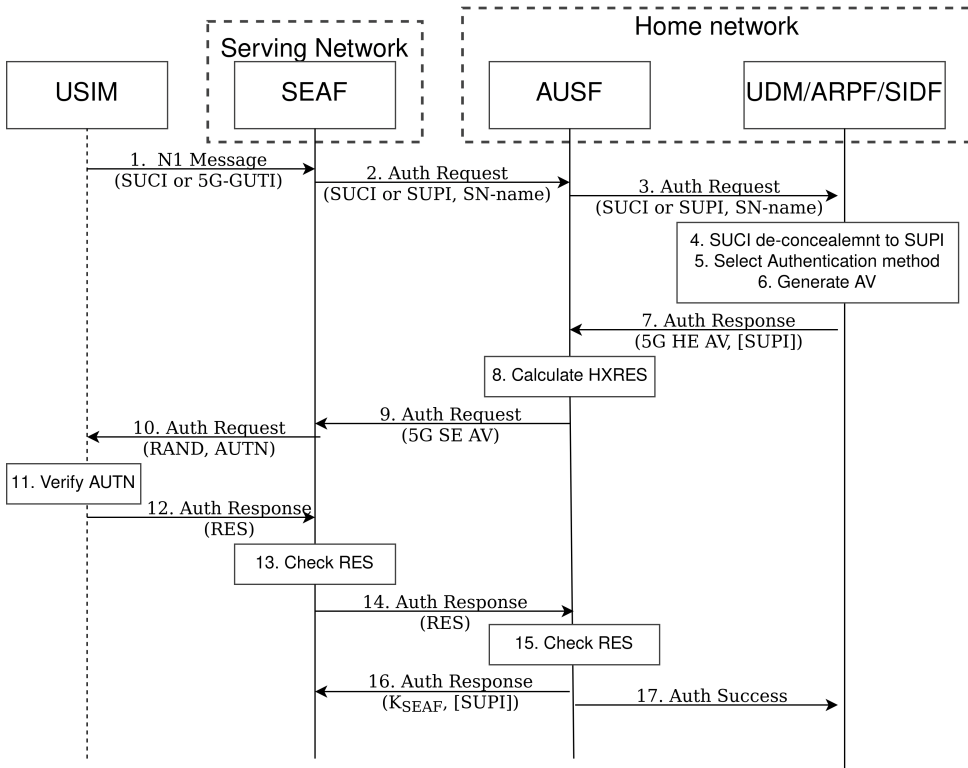 Home network
Serving Network
USIM
SEAF
AUSF
UDM/ARPF/SIDF
1. N1 Message
(SUCI or 5G-GUTI)
2. Auth Request
(SUCI or SUPI, SN-name)
3. Auth Request
(SUCI or SUPI, SN-name)
4. SUCI de-concealemnt to SUPI
5. Select Authentication method
6. Generate AV
7. Auth Response
(5G HE AV, [SUPI])
8. Calculate HXRES
9. Auth Request
(5G SE AV)
10. Auth Request
(RAND, AUTN)
11. Verify AUTN
12. Auth Response
(RES)
13. Check RES
14. Auth Response
(RES)
15. Check RES
16. Auth Response
(KSEAF, [SUPI])
17. Auth Success